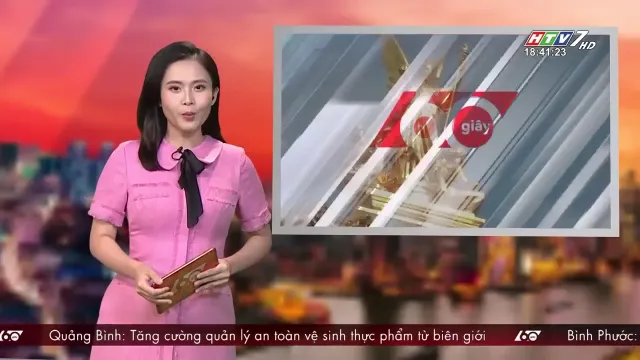 HTV7 HD
18:41:23
60 giây
60 Quảng Bình: Tăng cường quản lý an toàn vệ sinh thực phẩm từ biên giới 60 Bình Phước: